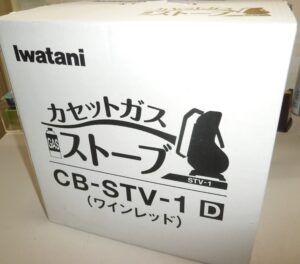 Iwatani
カセットガス
GAS
ストーブ
STV-1
CB-STV-1 D
(ワインレッド)